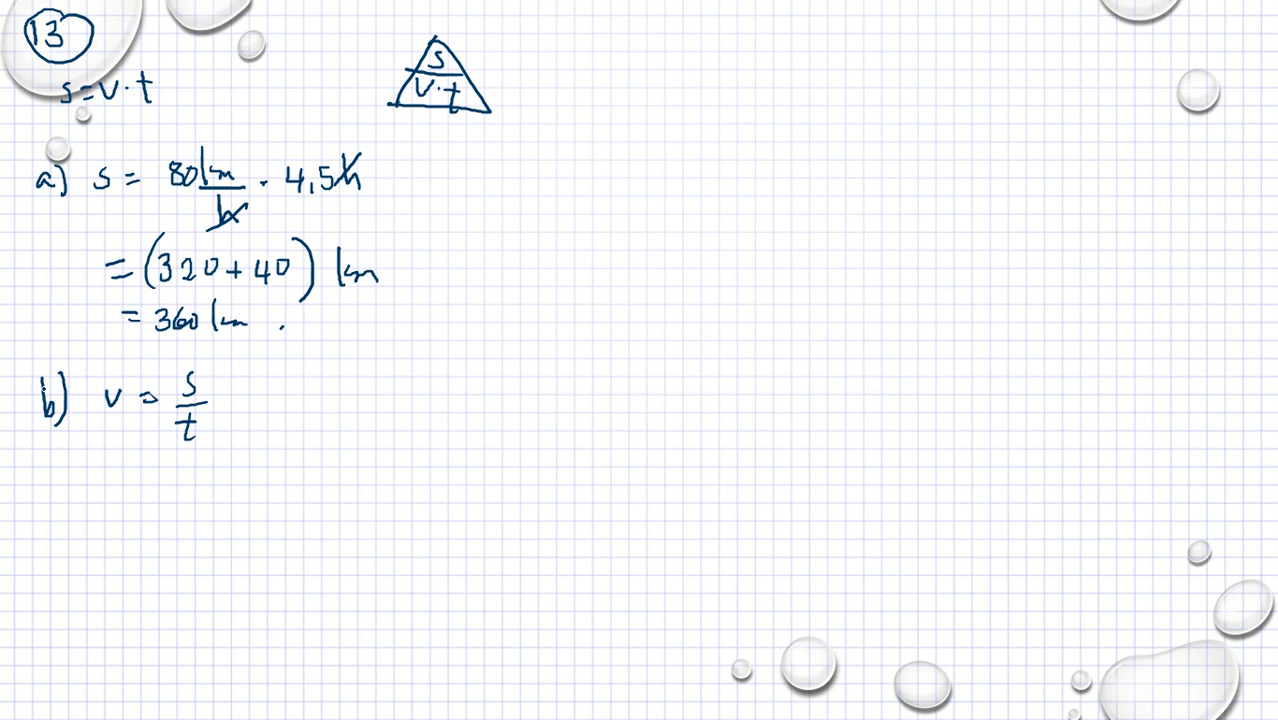 13
s = v · t
s
v · t
a) s = 80 km/h · 4,5 h
= (320 + 40) km
= 360 km .
b) v = s/t